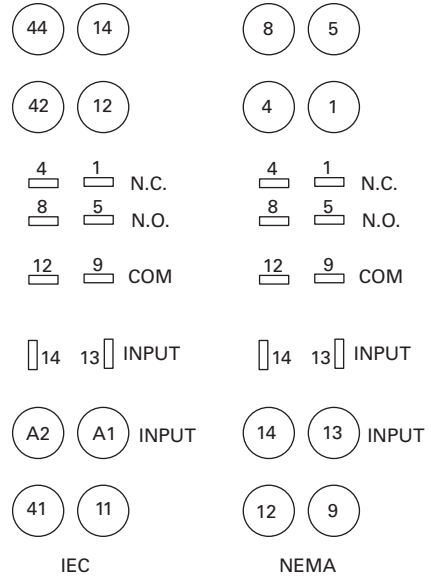 44 14 8 5
42 12 4 1
4 1 N.C. 4 1 N.C.
8 5 N.O. 8 5 N.O.
12 9 COM 12 9 COM
14 13 INPUT 14 13 INPUT
A2 A1 INPUT 14 13 INPUT
41 11 12 9
IEC NEMA